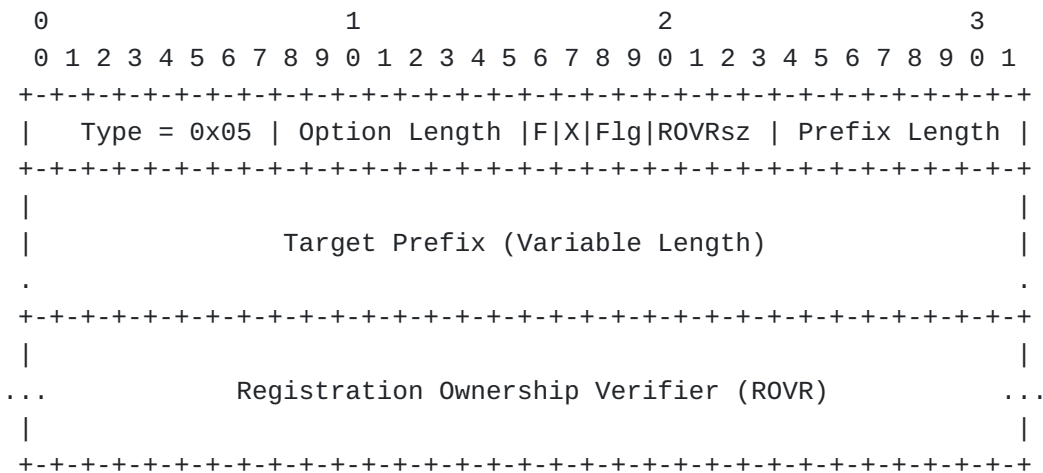 0                   1                   2                   3
0 1 2 3 4 5 6 7 8 9 0 1 2 3 4 5 6 7 8 9 0 1 2 3 4 5 6 7 8 9 0 1
+-+-+-+-+-+-+-+-+-+-+-+-+-+-+-+-+-+-+-+-+-+-+-+-+-+-+-+-+-+-+-+-+
|   Type = 0x05 | Option Length |F|X|Flg|ROVRsz | Prefix Length |
+-+-+-+-+-+-+-+-+-+-+-+-+-+-+-+-+-+-+-+-+-+-+-+-+-+-+-+-+-+-+-+-+
|                                                               |
|                Target Prefix (Variable Length)                |
.                                                               .
+-+-+-+-+-+-+-+-+-+-+-+-+-+-+-+-+-+-+-+-+-+-+-+-+-+-+-+-+-+-+-+-+
|                                                               |
...            Registration Ownership Verifier (ROVR)           ...
|                                                               |
+-+-+-+-+-+-+-+-+-+-+-+-+-+-+-+-+-+-+-+-+-+-+-+-+-+-+-+-+-+-+-+-+